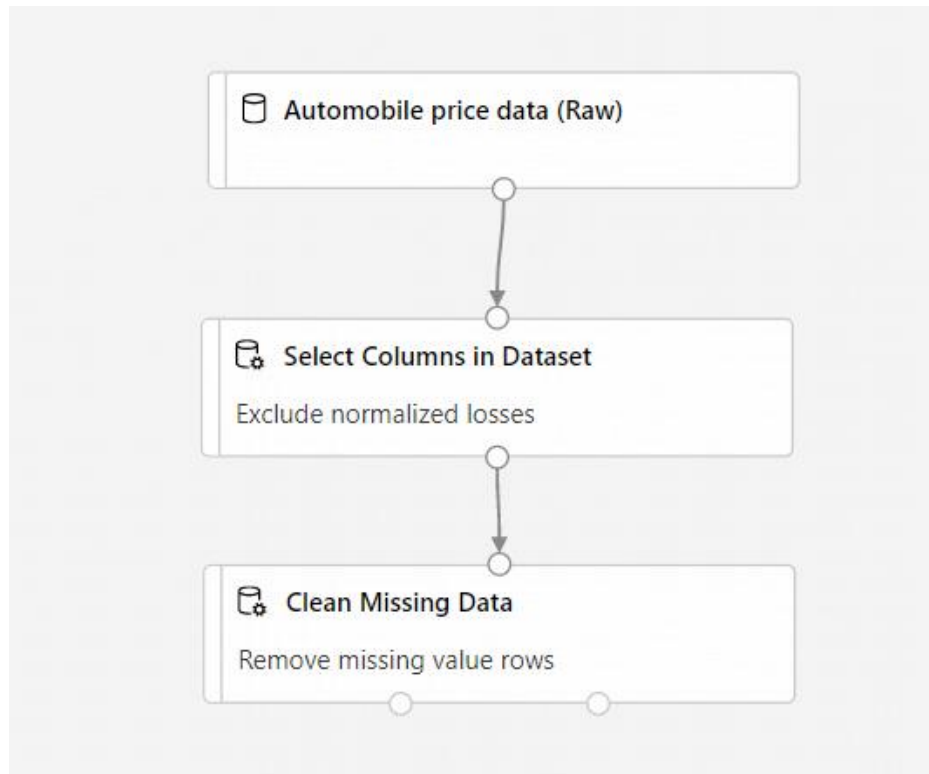 Automobile price data (Raw)
Select Columns in Dataset
Exclude normalized losses
Clean Missing Data
Remove missing value rows